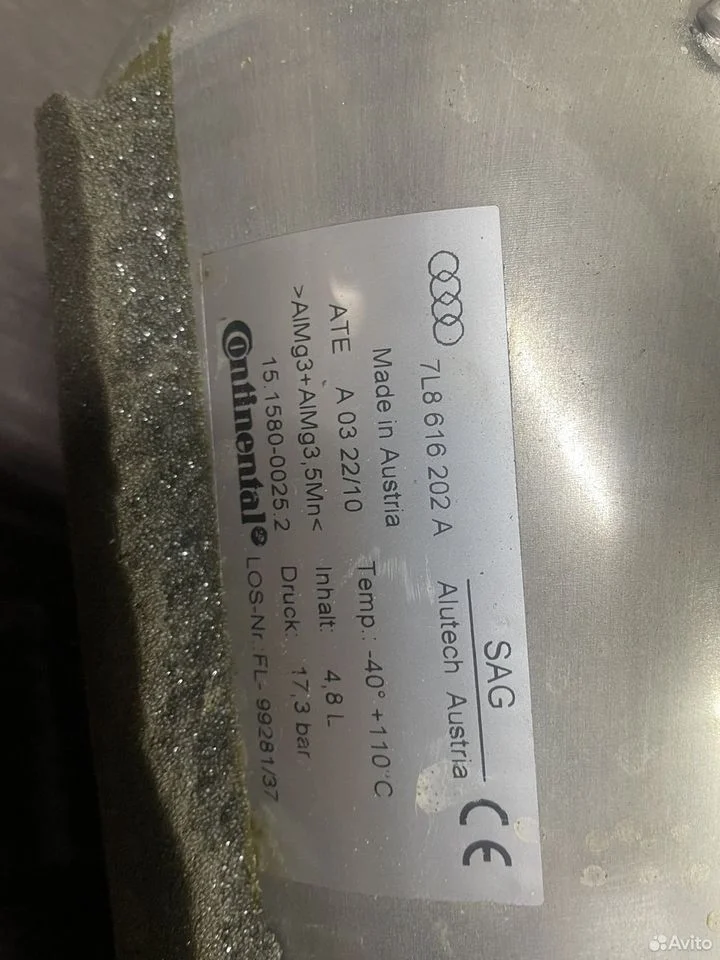 7L8 616 202 A
SAG
Alutech Austria
CE
Made in Austria
Temp.: -40° +110°C
ATE A 03 22/10
Inhalt: 4,8 L
>AlMg3+AlMg3,5Mn<
Druck: 17,3 bar
15.1580-0025.2
Continental
LOS-Nr.:FL- 99281/37
Avito